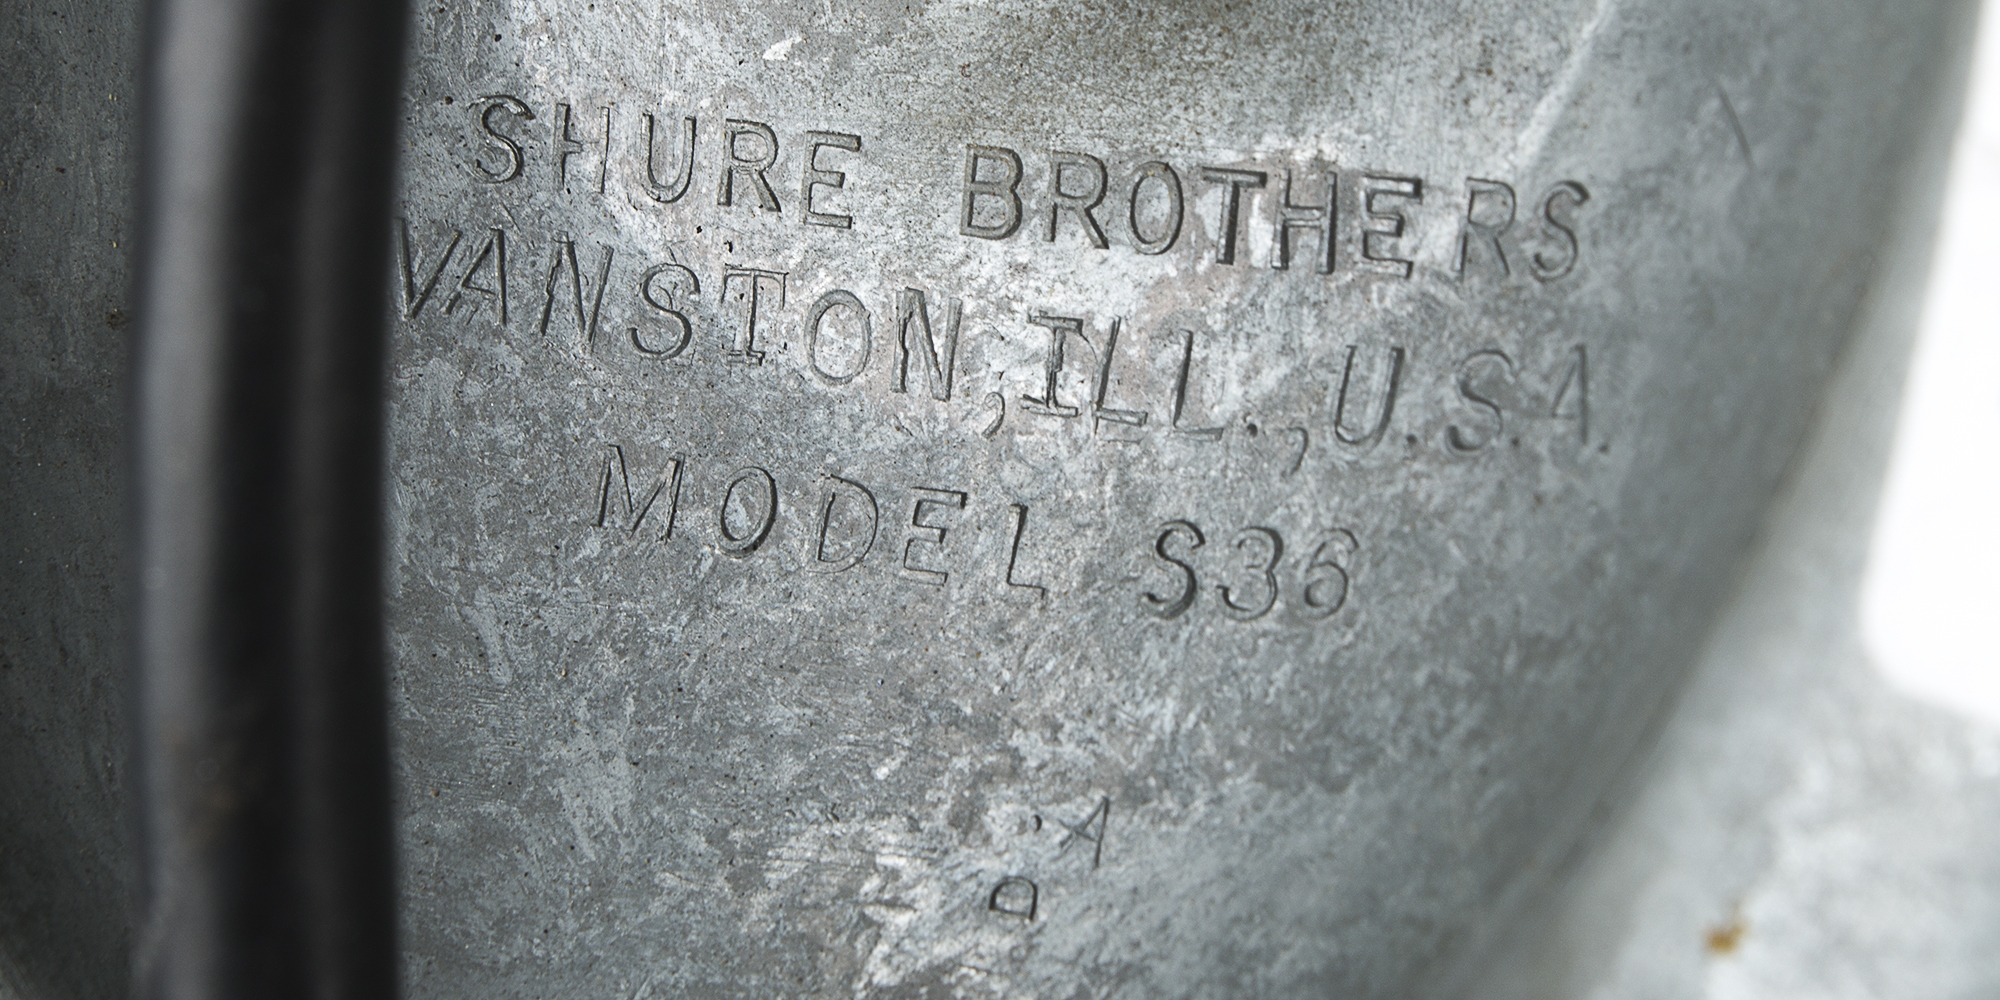 SHURE BROTHERS
VANSTON, ILL., U.S.A.
MODEL S36
A
D